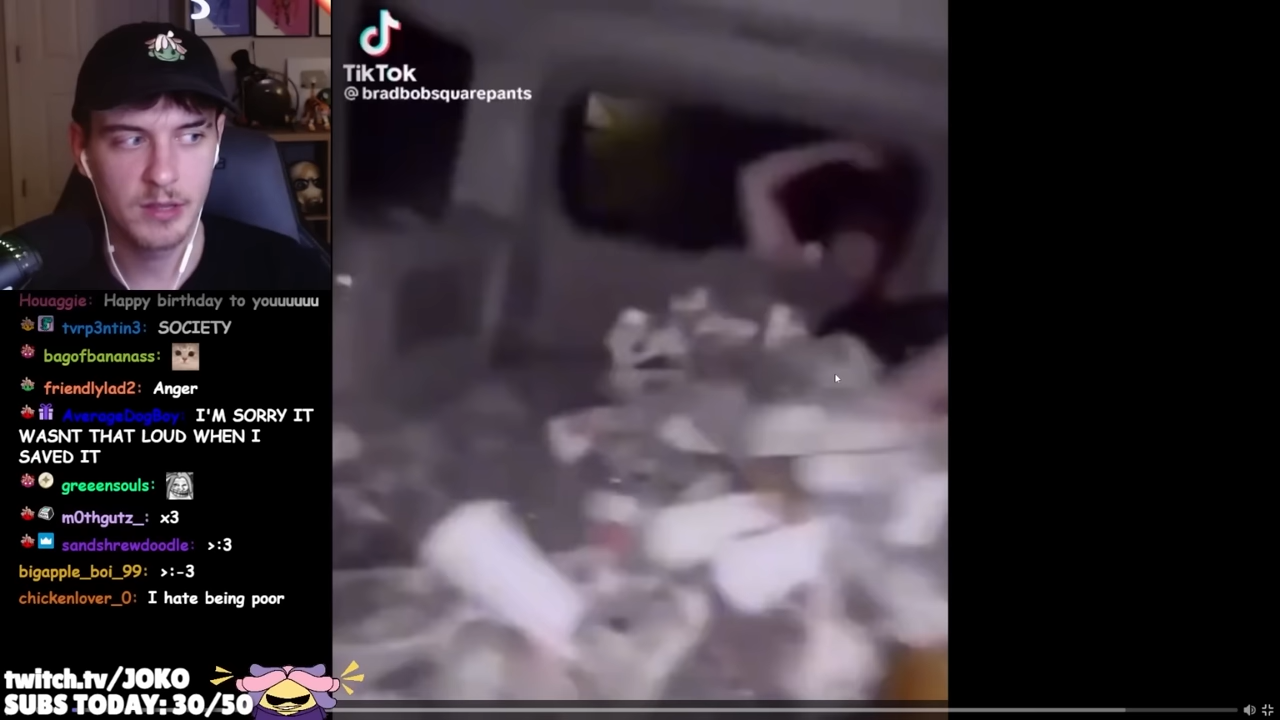 S
TikTok
@bradbobsquarepants
Houaggie: Happy birthday to youuuuuu
tvrp3ntin3: SOCIETY
bagofbananass:
friendlylad2: Anger
AverageDogBoy: I'M SORRY IT
WASNT THAT LOUD WHEN I
SAVED IT
greeensouls:
m0thgutz_: x3
sandshrewdoodle: >:3
bigapple_boi_99: >:-3
chickenlover_0: I hate being poor
twitch.tv/JOKO
SUBS TODAY: 30/50